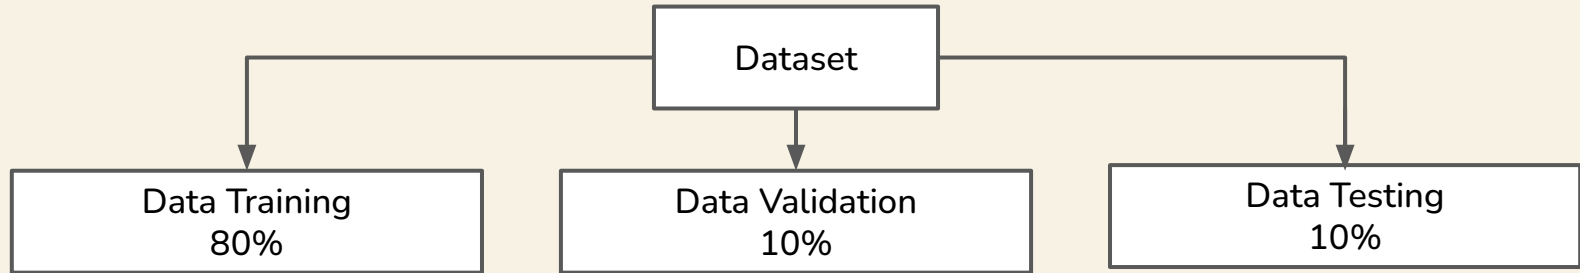 Dataset
Data Training
80%
Data Validation
10%
Data Testing
10%